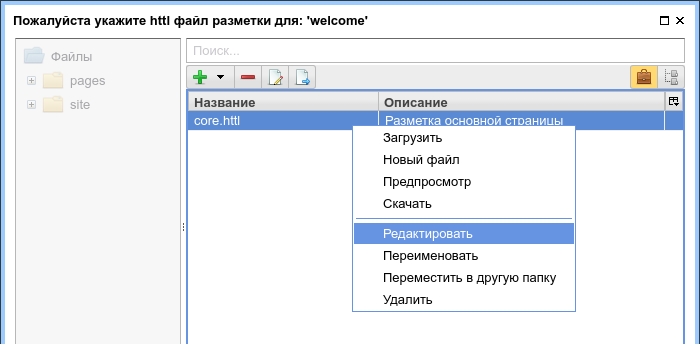 Пожалуйста укажите httl файл разметки для: 'welcome'
Файлы
pages
site
Поиск...
Название Описание
core.httl Разметка основной страницы
Загрузить
Новый файл
Предпросмотр
Скачать
Редактировать
Переименовать
Переместить в другую папку
Удалить